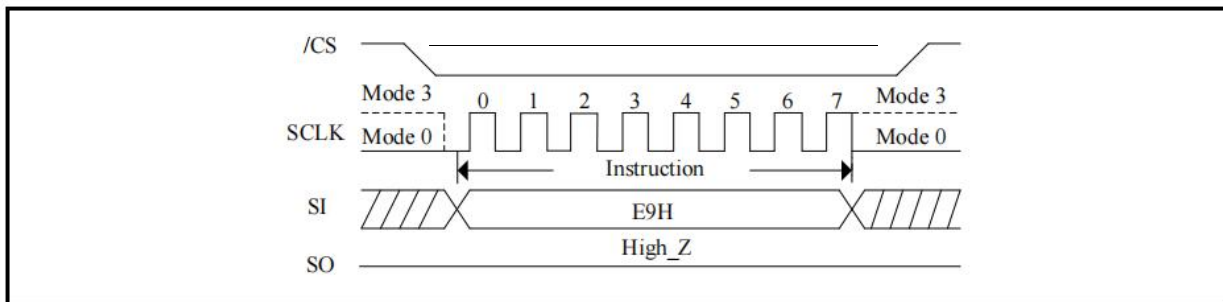 /CS
Mode 3 0 1 2 3 4 5 6 7 Mode 3
SCLK Mode 0 Mode 0
Instruction
SI E9H
High_Z
SO